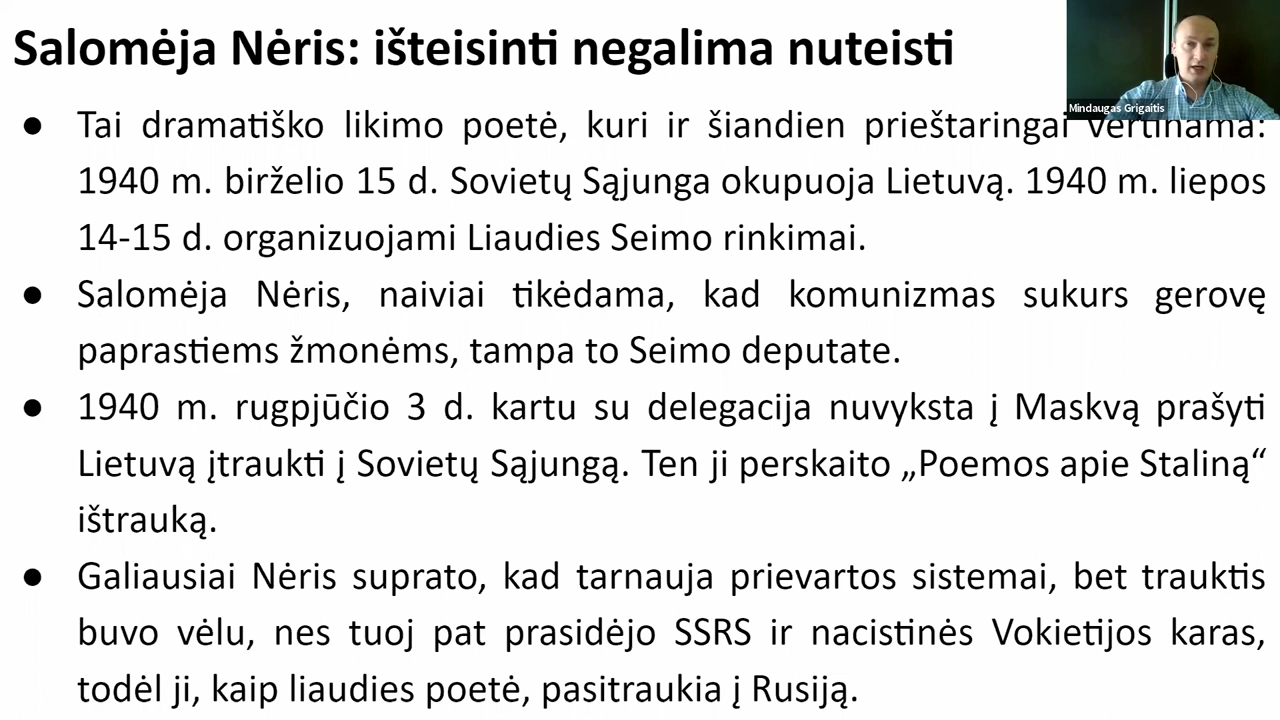 Salomėja Nėris: išteisinti negalima nuteisti
Mindaugas Grigaitis
● Tai dramatiško likimo poetė, kuri ir šiandien prieštaringai vertinama:
1940 m. birželio 15 d. Sovietų Sąjunga okupuoja Lietuvą. 1940 m. liepos
14-15 d. organizuojami Liaudies Seimo rinkimai.
● Salomėja Nėris, naiviai tikėdama, kad komunizmas sukurs gerovę
paprastiems žmonėms, tampa to Seimo deputate.
● 1940 m. rugpjūčio 3 d. kartu su delegacija nuvyksta į Maskvą prašyti
Lietuvą įtraukti į Sovietų Sąjungą. Ten ji perskaito „Poemos apie Staliną“
ištrauką.
● Galiausiai Nėris suprato, kad tarnauja prievartos sistemai, bet trauktis
buvo vėlu, nes tuoj pat prasidėjo SSRS ir nacistinės Vokietijos karas,
todėl ji, kaip liaudies poetė, pasitraukia į Rusiją.